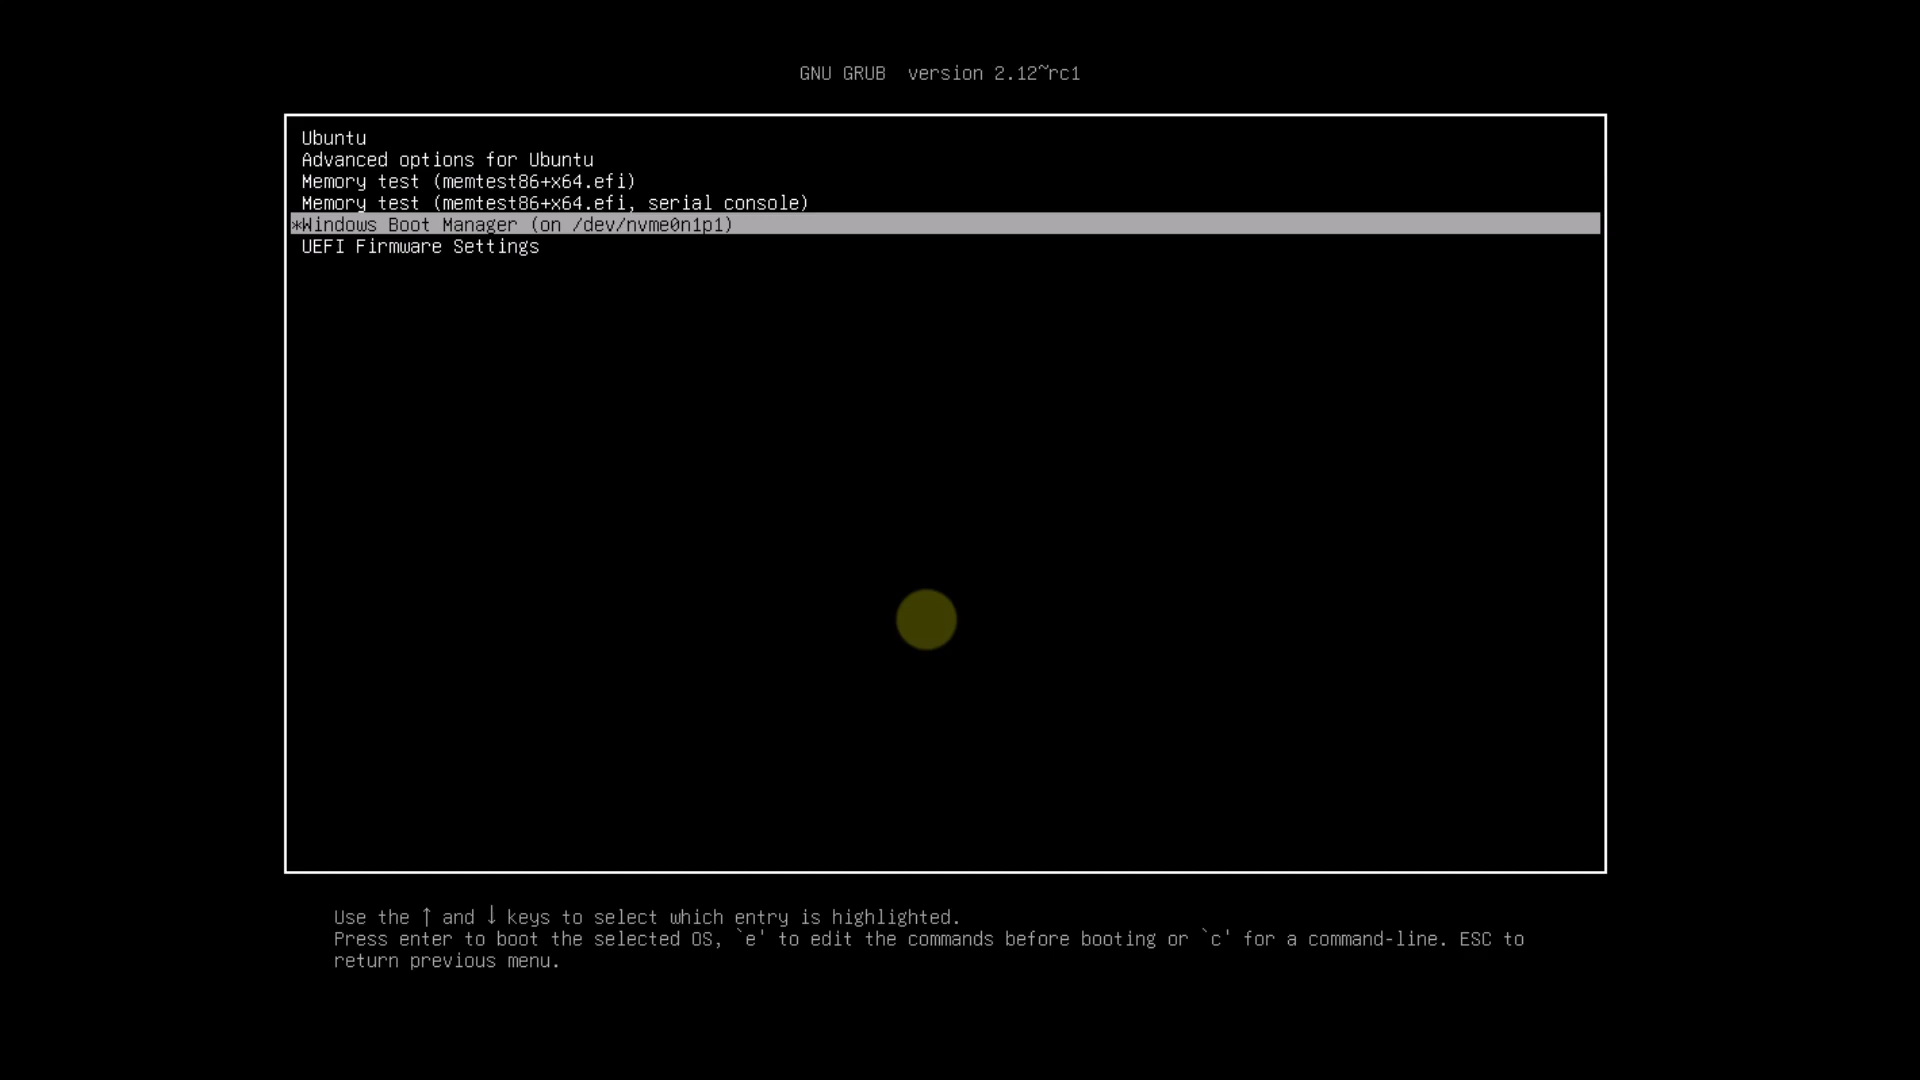 GNU GRUB  version 2.12~rc1
Ubuntu
Advanced options for Ubuntu
Memory test (memtest86+x64.efi)
Memory test (memtest86+x64.efi, serial console)
*Windows Boot Manager (on /dev/nvme0n1p1)
UEFI Firmware Settings
Use the ↑ and ↓ keys to select which entry is highlighted.
Press enter to boot the selected OS, `e' to edit the commands before booting or `c' for a command-line. ESC to
return previous menu.